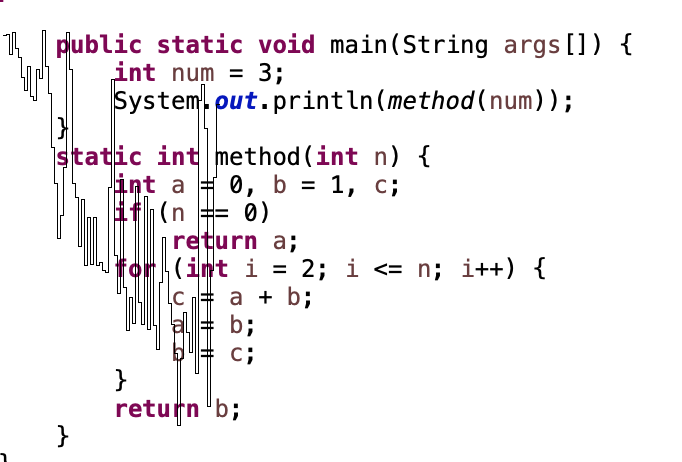 public static void main(String args[]) {
int num = 3;
System.out.println(method(num));
}
static int method(int n) {
int a = 0, b = 1, c;
if (n == 0)
return a;
for (int i = 2; i <= n; i++) {
c = a + b;
a = b;
b = c;
}
return b;
}
}